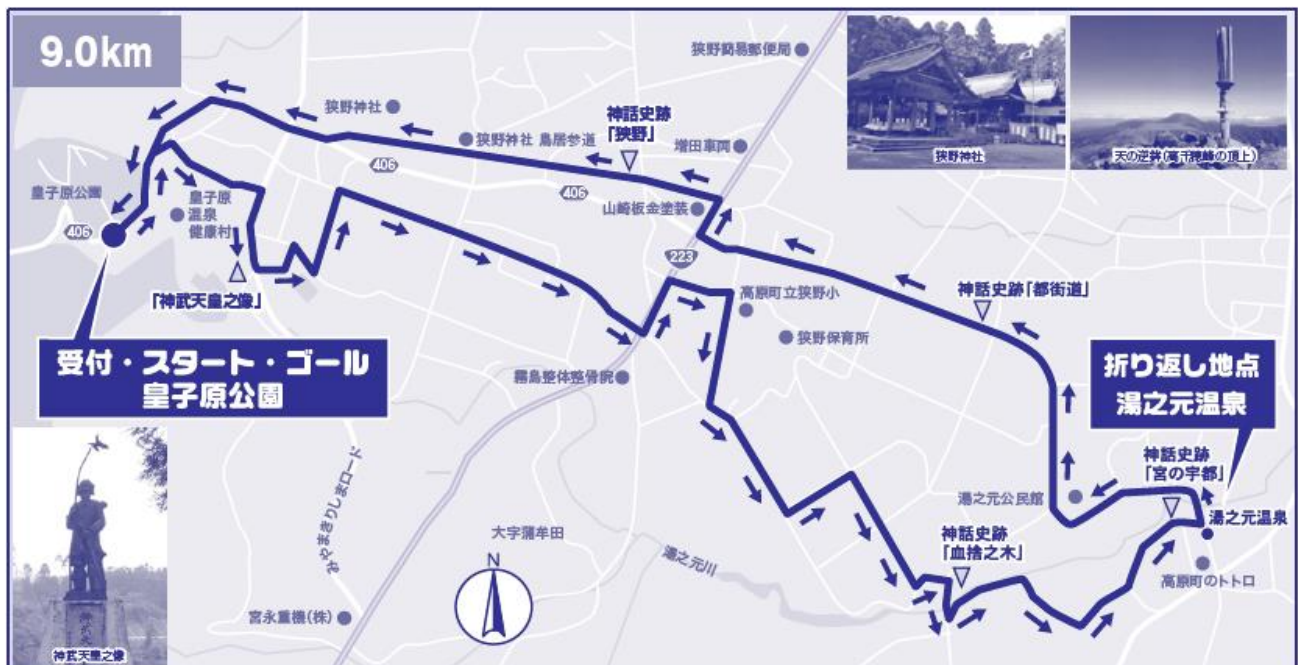 9.0km
狭野簡易郵便局
狭野神社
天の逆鉾(高千穂峰の頂上)
狭野神社
神話史跡
「狭野」
狭野神社 鳥居参道
増田車両
406
406
山崎板金塗装
皇子原公園
406
皇子原
温泉
健康村
「神武天皇之像」
223
高原町立狭野小
神話史跡「都街道」
狭野保育所
受付・スタート・ゴール
皇子原公園
霧島整体整骨院
折り返し地点
湯之元温泉
みやまきりしまロード
神話史跡
「宮の宇都」
湯之元公民館
湯之元温泉
大字蒲牟田
N
湯之元川
神話史跡
「血捨之木」
高原町のトトロ
宮永重機(株)
神武天皇之像